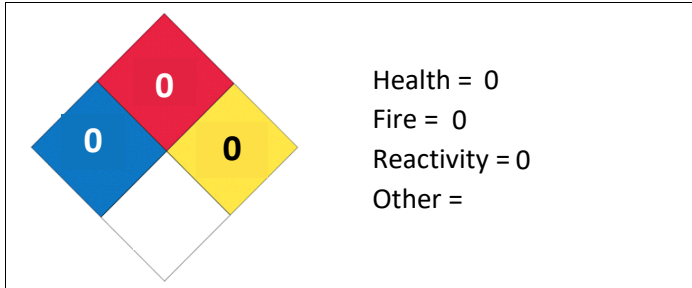 0
0
0
Health = 0
Fire = 0
Reactivity = 0
Other =